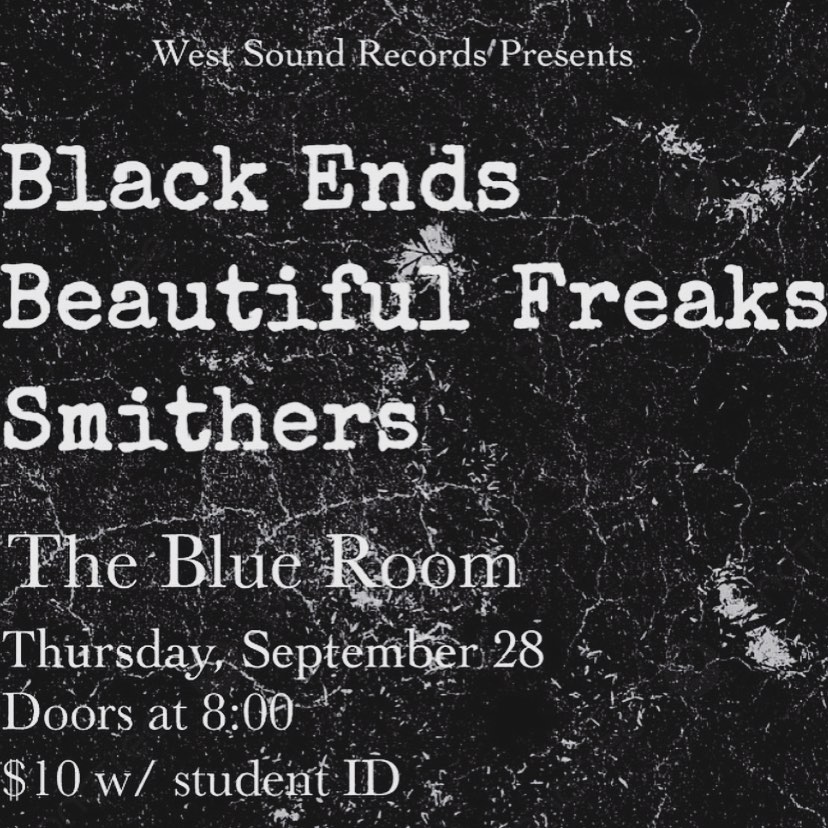 West Sound Records Presents
Black Ends
Beautiful Freaks
Smithers
The Blue Room
Thursday, September 28
Doors at 8:00
$10 w/ student ID